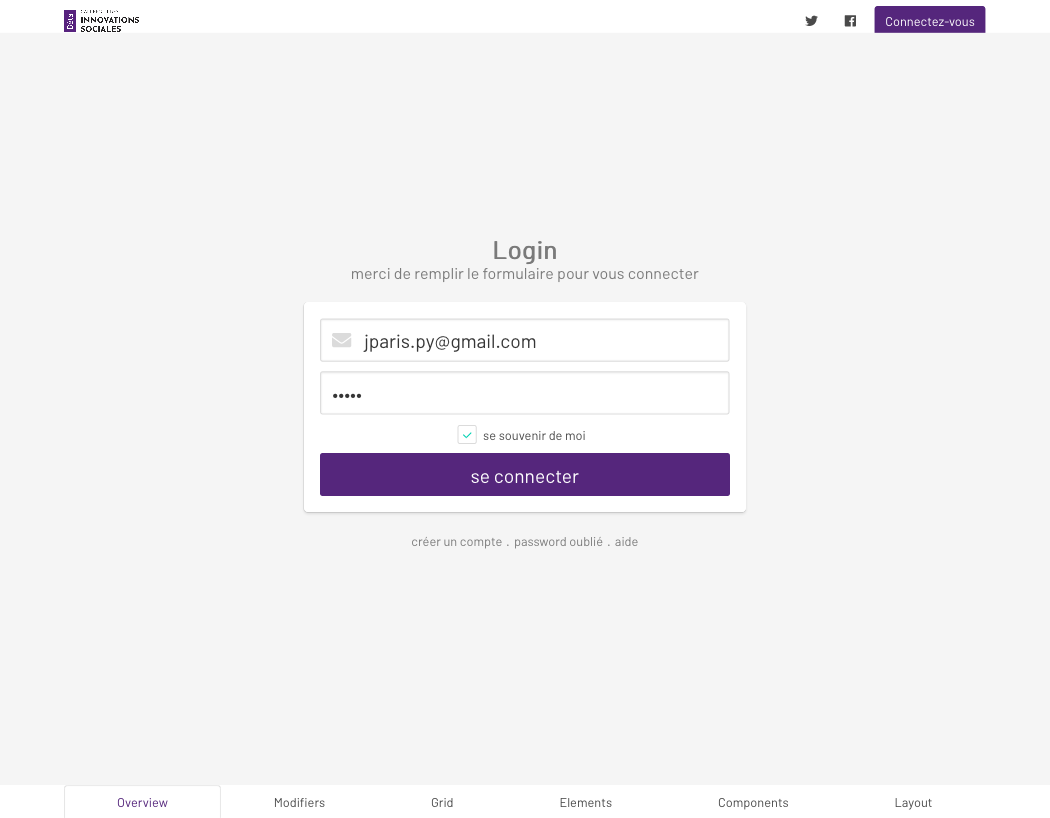 Beta
INNOVATIONS
SOCIALES
Connectez-vous
Login
merci de remplir le formulaire pour vous connecter
jparis.py@gmail.com
•••••
se souvenir de moi
se connecter
créer un compte . password oublié . aide
Overview Modifiers Grid Elements Components Layout